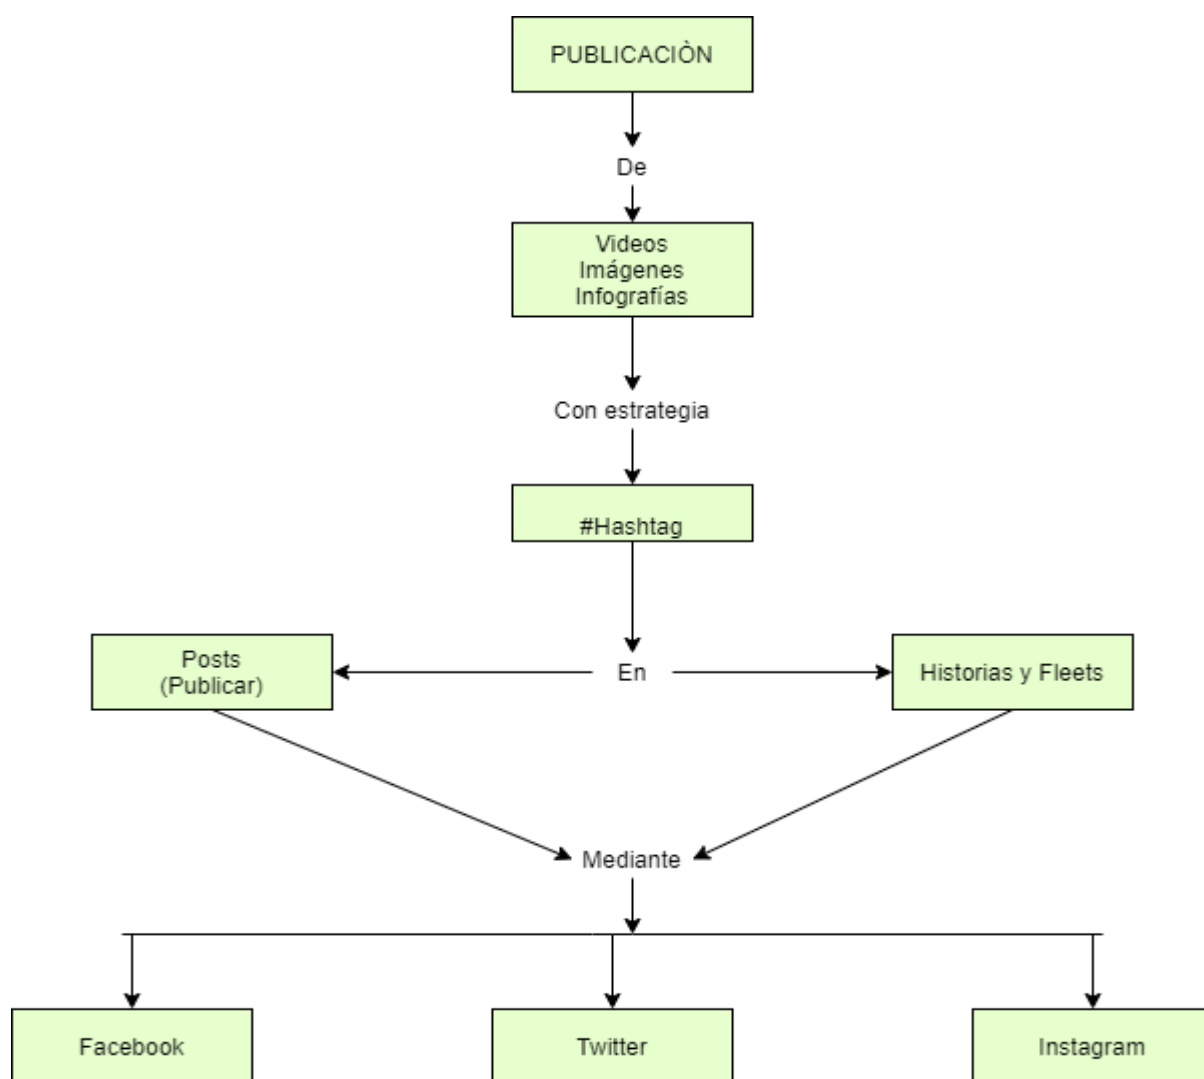 PUBLICACIÒN
De
Videos
Imágenes
Infografías
Con estrategia
#Hashtag
Posts
(Publicar)
En
Historias y Fleets
Mediante
Facebook
Twitter
Instagram